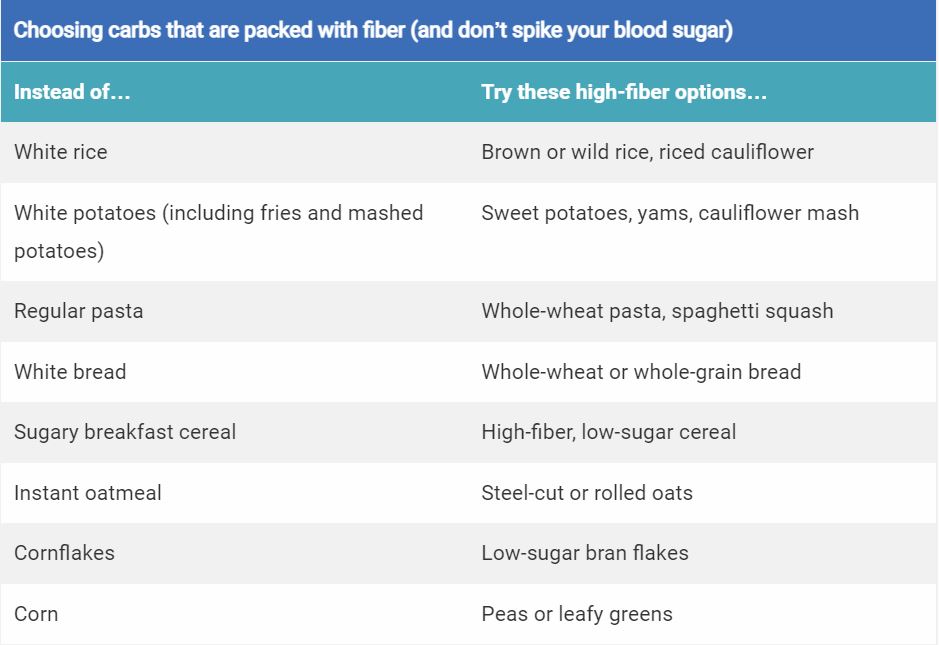 Choosing carbs that are packed with fiber (and don’t spike your blood sugar)
Instead of… Try these high-fiber options…
White rice Brown or wild rice, riced cauliflower
White potatoes (including fries and mashed Sweet potatoes, yams, cauliflower mash
potatoes)
Regular pasta Whole-wheat pasta, spaghetti squash
White bread Whole-wheat or whole-grain bread
Sugary breakfast cereal High-fiber, low-sugar cereal
Instant oatmeal Steel-cut or rolled oats
Cornflakes Low-sugar bran flakes
Corn Peas or leafy greens